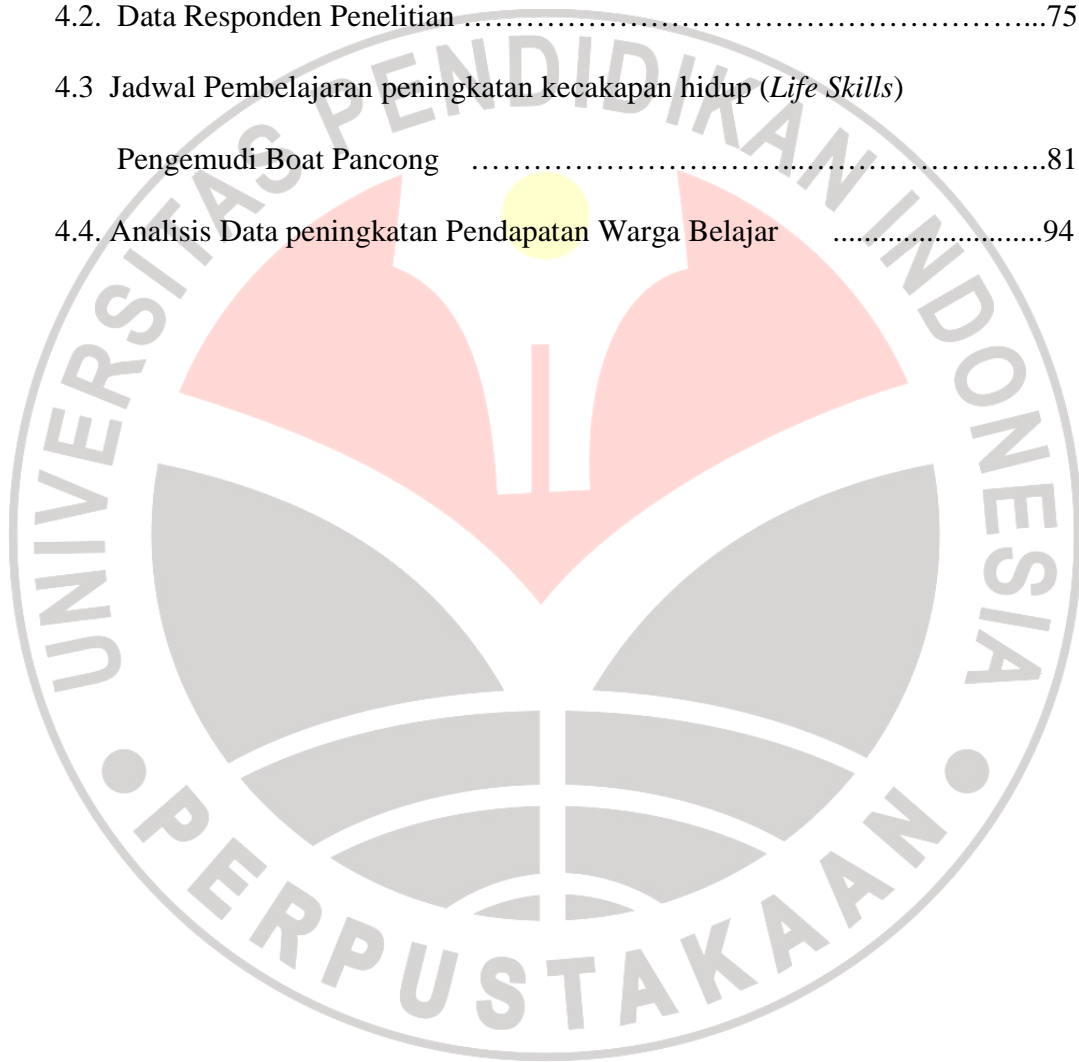 4.2. Data Responden Penelitian …………………………………………………...75
4.3 Jadwal Pembelajaran peningkatan kecakapan hidup (Life Skills)
Pengemudi Boat Pancong ………………………………...…………………………..81
4.4. Analisis Data peningkatan Pendapatan Warga Belajar ...........................94
UNIVERSITAS PENDIDIKAN INDONESIA
PERPUSTAKAAN